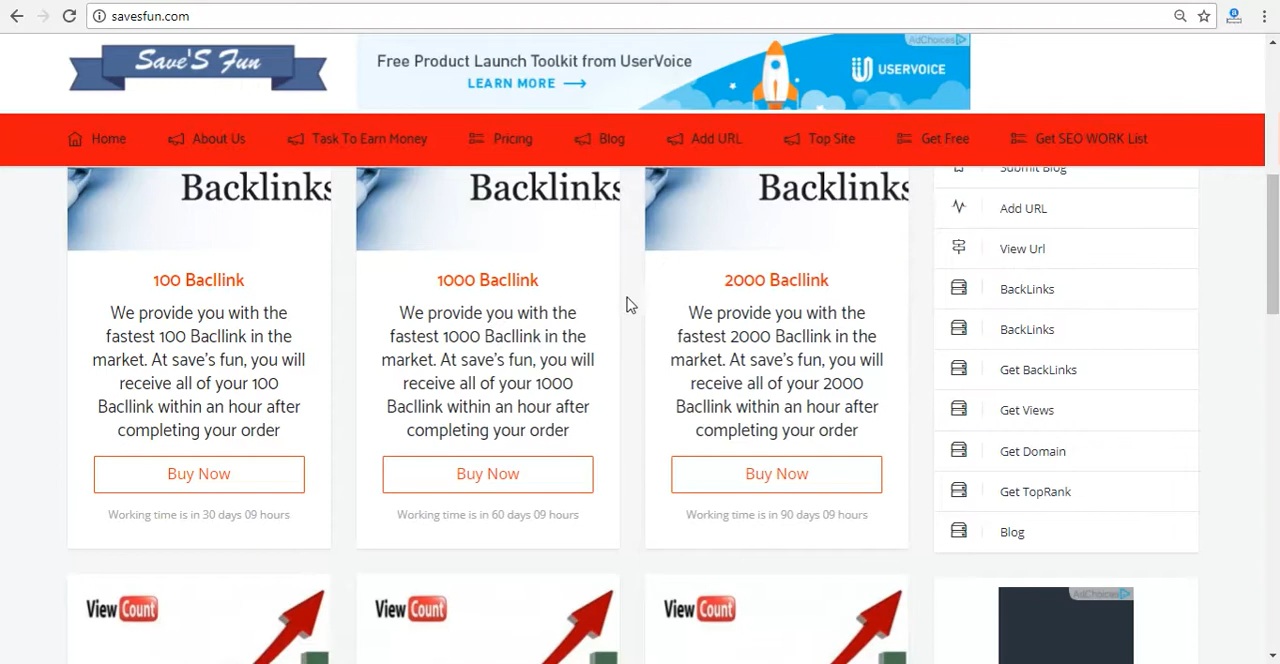 savesfun.com
Save'S Fun
Free Product Launch Toolkit from UserVoice
LEARN MORE
USERVOICE
AdChoices
Home
About Us
Task To Earn Money
Pricing
Blog
Add URL
Top Site
Get Free
Get SEO WORK List
Backlinks
Backlinks
Backlinks
100 Bacllink
We provide you with the
fastest 100 Bacllink in the
market. At save's fun, you will
receive all of your 100
Bacllink within an hour after
completing your order
Buy Now
Working time is in 30 days 09 hours
1000 Bacllink
We provide you with the
fastest 1000 Bacllink in the
market. At save's fun, you will
receive all of your 1000
Bacllink within an hour after
completing your order
Buy Now
Working time is in 60 days 09 hours
2000 Bacllink
We provide you with the
fastest 2000 Bacllink in the
market. At save's fun, you will
receive all of your 2000
Bacllink within an hour after
completing your order
Buy Now
Working time is in 90 days 09 hours
Submit Blog
Add URL
View Url
BackLinks
BackLinks
Get BackLinks
Get Views
Get Domain
Get TopRank
Blog
View Count
View Count
View Count
AdChoices